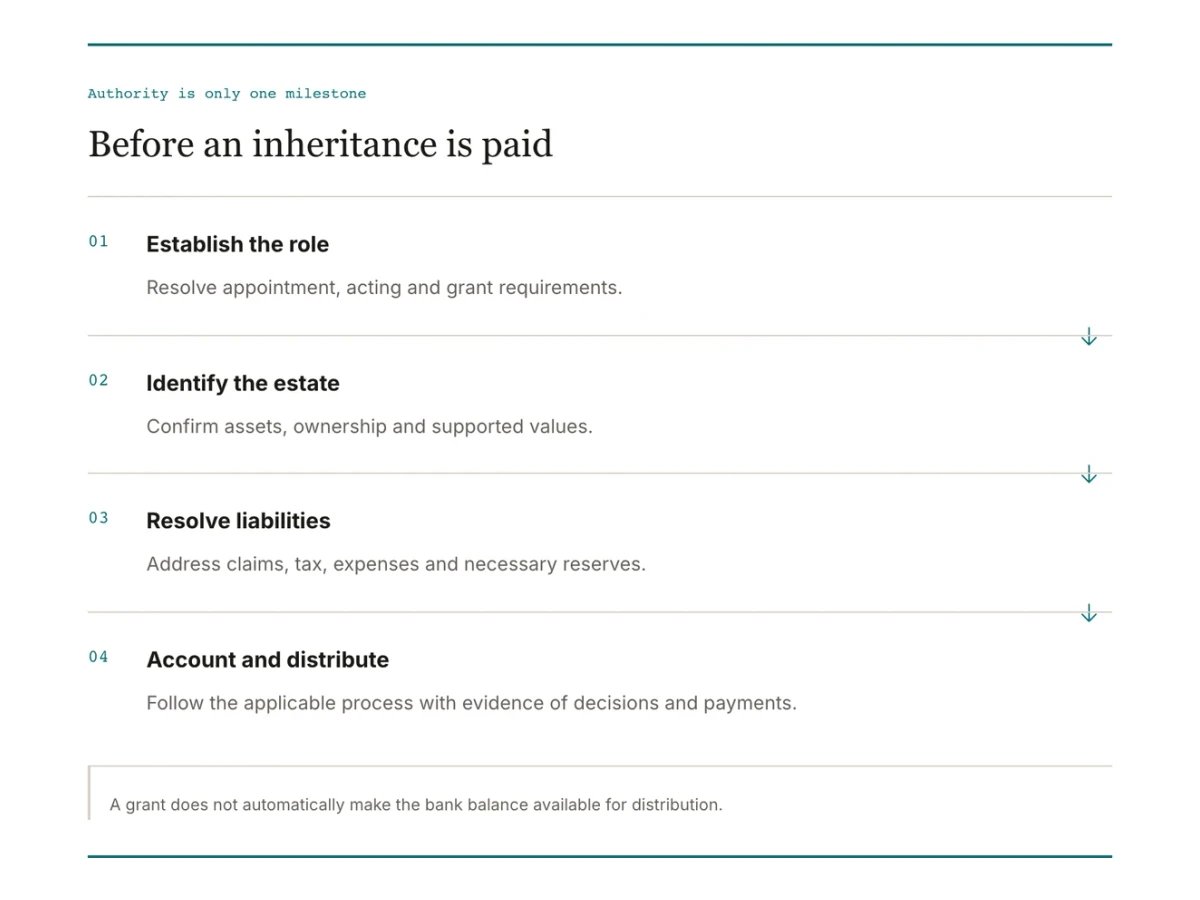 Authority is only one milestone
Before an inheritance is paid
01
Establish the role
Resolve appointment, acting and grant requirements.
02
Identify the estate
Confirm assets, ownership and supported values.
03
Resolve liabilities
Address claims, tax, expenses and necessary reserves.
04
Account and distribute
Follow the applicable process with evidence of decisions and payments.
A grant does not automatically make the bank balance available for distribution.